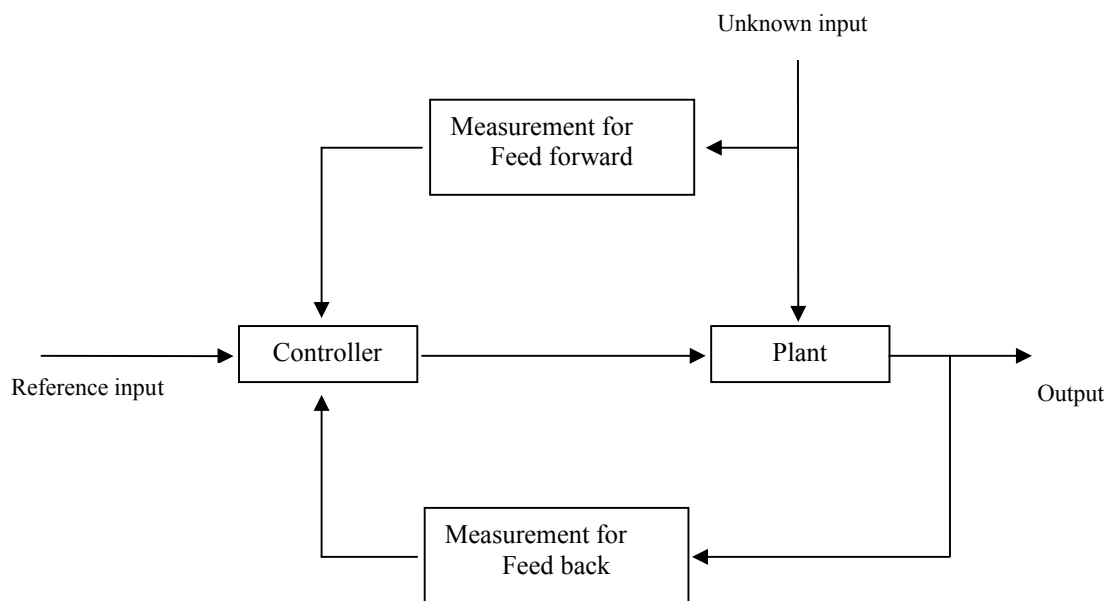 Unknown input
Measurement for
Feed forward
Controller
Plant
Reference input
Output
Measurement for
Feed back